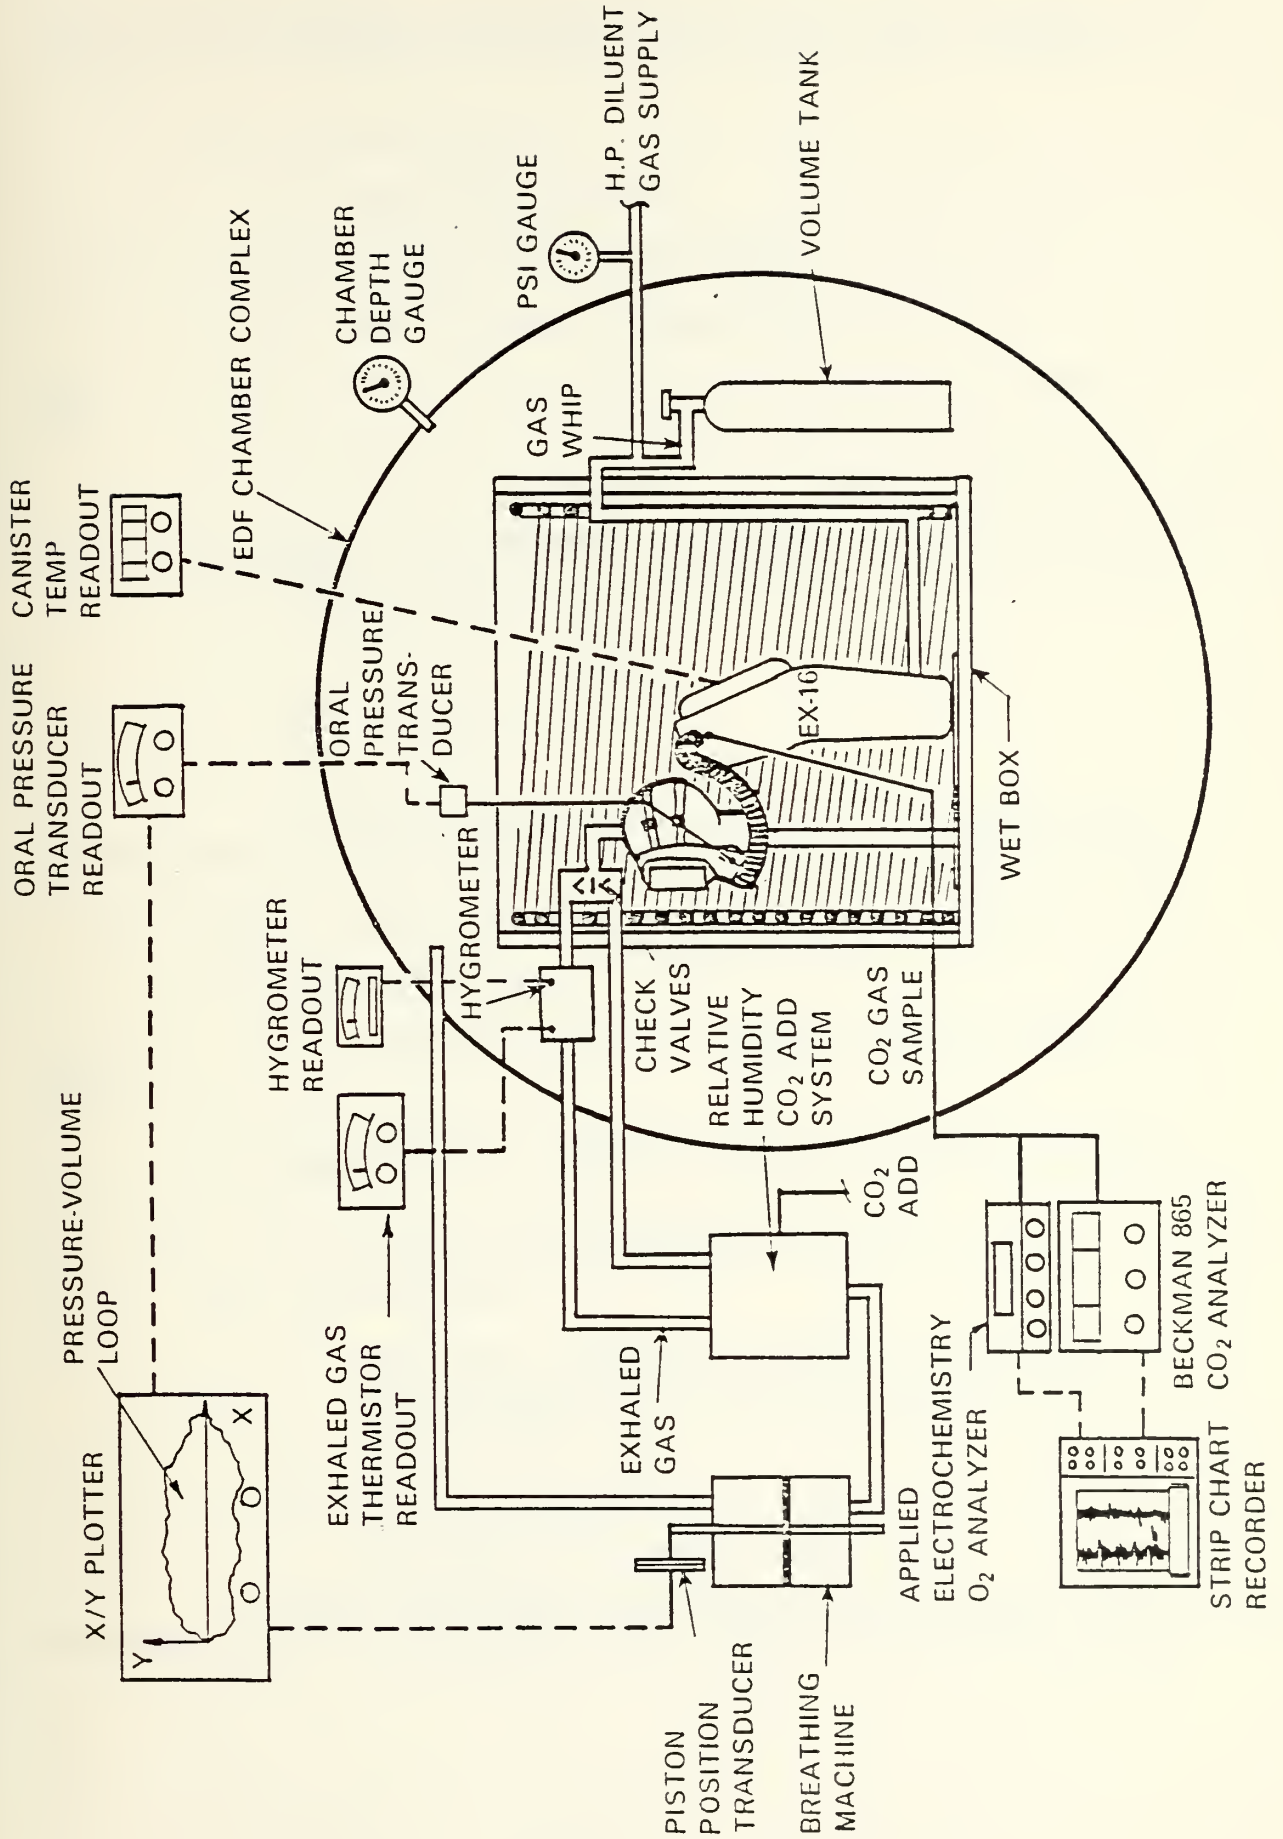 X/Y PLOTTER
Y
X
PRESSURE-VOLUME
LOOP
ORAL PRESSURE
TRANSDUCER
READOUT
CANISTER
TEMP
READOUT
EDF CHAMBER COMPLEX
CHAMBER
DEPTH
GAUGE
PSI GAUGE
H.P. DILUENT
GAS SUPPLY
VOLUME TANK
GAS
WHIP
ORAL
PRESSURE
TRANS-
DUCER
HYGROMETER
READOUT
HYGROMETER
EXHALED GAS
THERMISTOR
READOUT
EX-16
WET BOX
CHECK
VALVES
RELATIVE
HUMIDITY
CO₂ ADD
SYSTEM
CO₂ GAS
SAMPLE
CO₂
ADD
EXHALED
GAS
PISTON
POSITION
TRANSDUCER
BREATHING
MACHINE
APPLIED
ELECTROCHEMISTRY
O₂ ANALYZER
BECKMAN 865
CO₂ ANALYZER
STRIP CHART
RECORDER